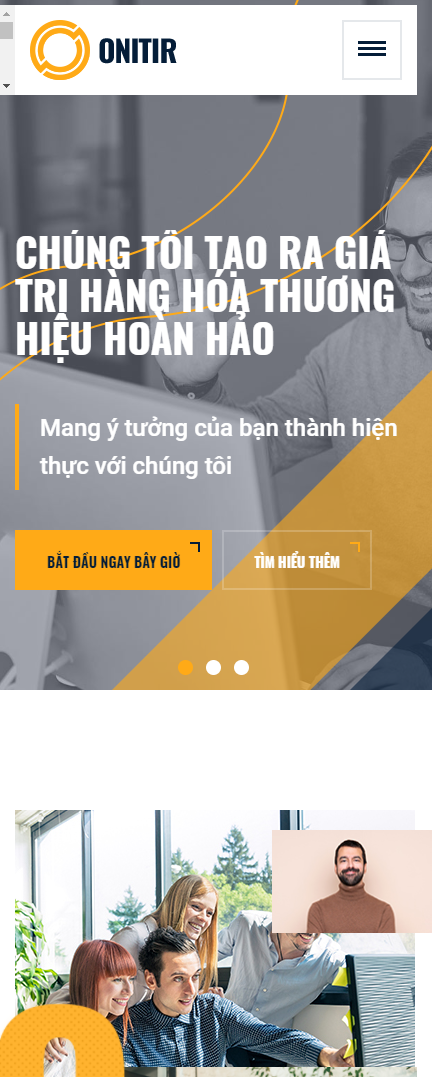 ONITIR
CHÚNG TÔI TẠO RA GIÁ
TRỊ HÀNG HÓA THƯƠNG
HIỆU HOÀN HẢO
Mang ý tưởng của bạn thành hiện
thực với chúng tôi
BẮT ĐẦU NGAY BÂY GIỜ
TÌM HIỂU THÊM